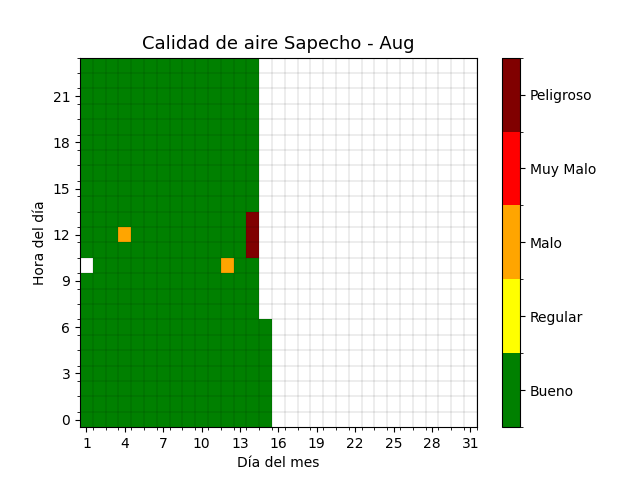 Calidad de aire Sapecho - Aug
Hora del día
21
18
15
12
9
6
3
0
1 4 7 10 13 16 19 22 25 28 31
Día del mes
Peligroso
Muy Malo
Malo
Regular
Bueno